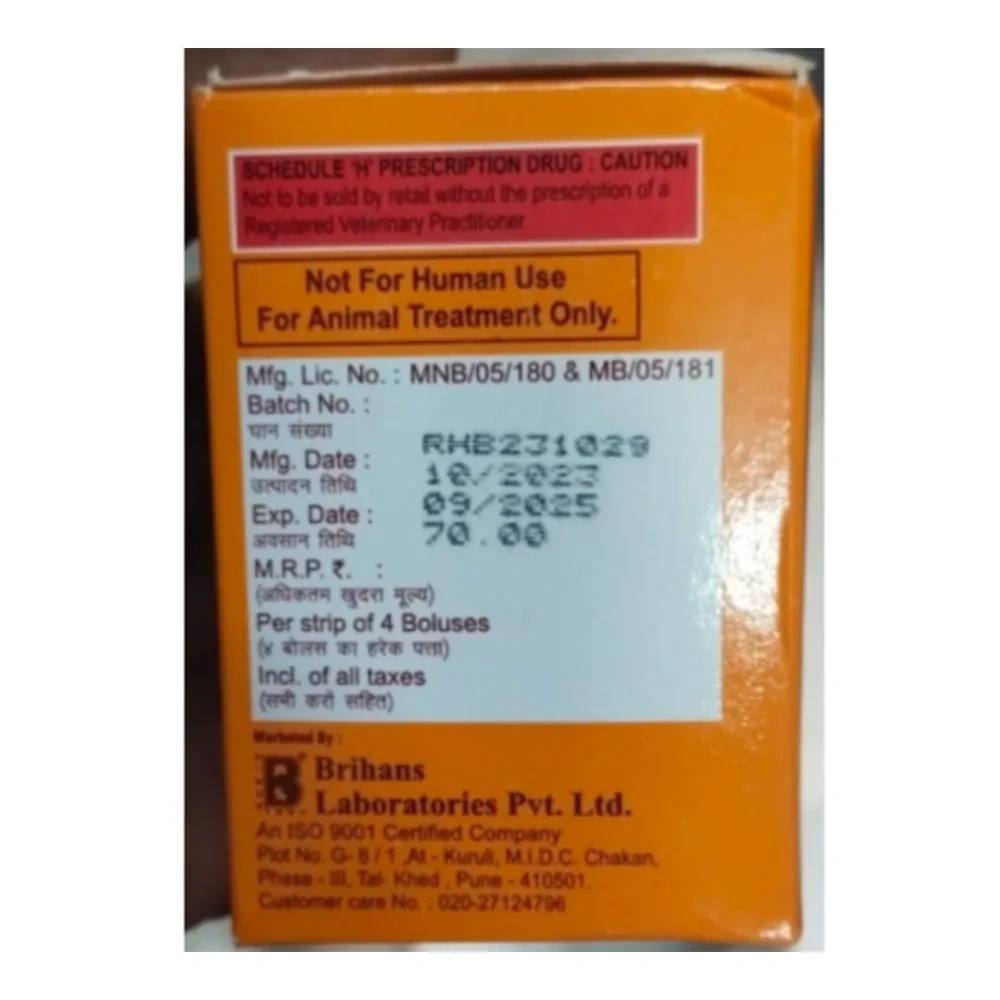 SCHEDULE 'H' PRESCRIPTION DRUG : CAUTION
Not to be sold by retail without the prescription of a
Registered Veterinary Practitioner
Not For Human Use
For Animal Treatment Only.
Mfg. Lic. No. : MNB/05/180 & MB/05/181
Batch No. :
घान संख्या
RHB231029
Mfg. Date : 10/2023
उत्पादन तिथि
Exp. Date : 09/2025
अवसान तिथि
70.00
M.R.P. ₹. :
(अधिकतम खुदरा मूल्य)
Per strip of 4 Boluses
(४ बोलस का हरेक पत्ता)
Incl. of all taxes
(सभी करों सहित)
Marketed By :
B Brihans
Laboratories Pvt. Ltd.
An ISO 9001 Certified Company
Plot No. G- 8 / 1 ,At - Kuruli, M.I.D.C. Chakan,
Phase - III, Tal- Khed , Pune - 410501.
Customer care No. : 020-27124796